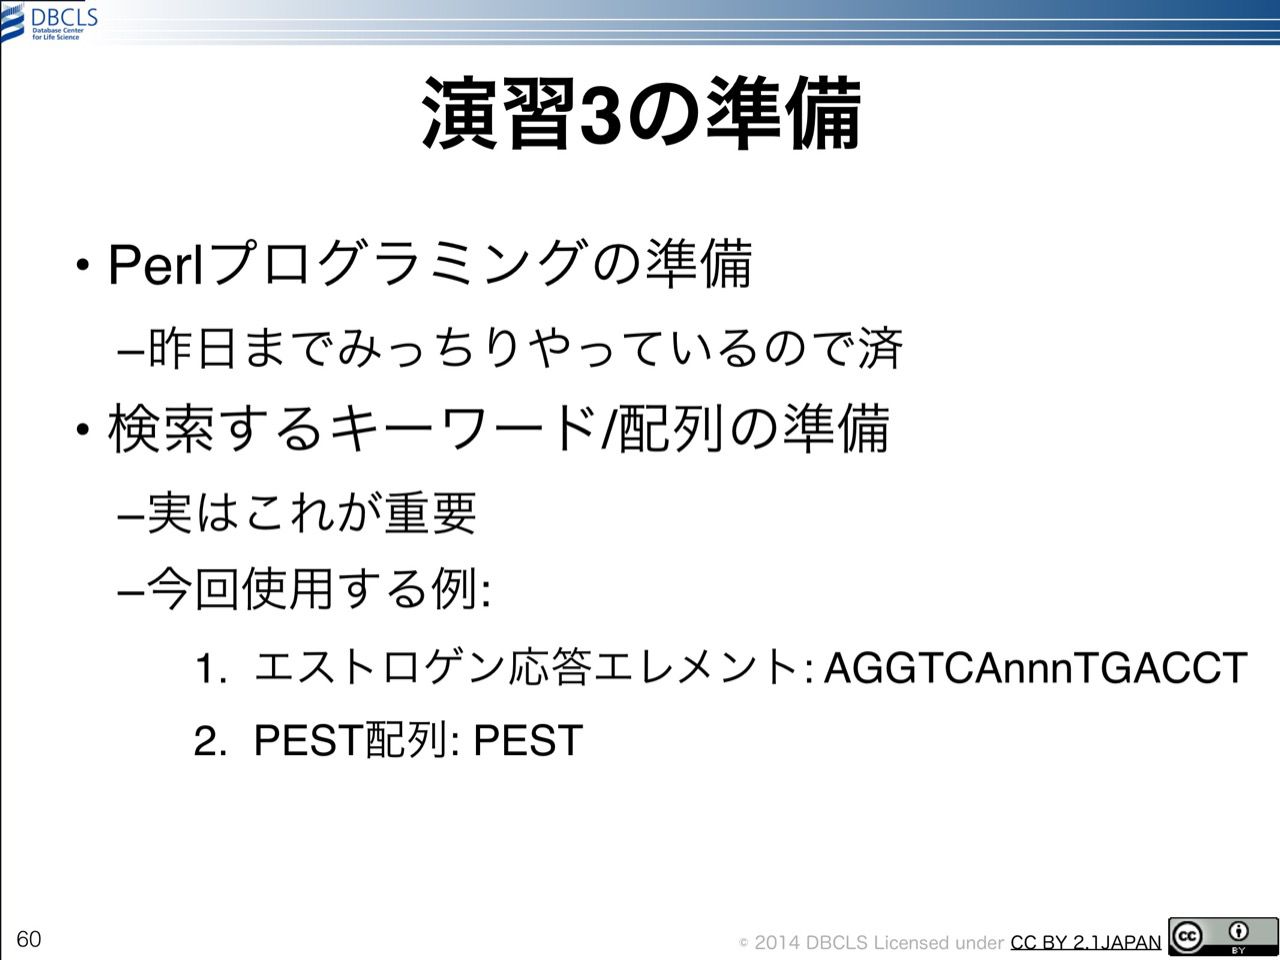 DBCLS
Database Center
for Life Science
演習3の準備
• Perlプログラミングの準備
–昨日までみっちりやっているので済
• 検索するキーワード/配列の準備
–実はこれが重要
–今回使用する例:
1. エストロゲン応答エレメント: AGGTCAnnnTGACCT
2. PEST配列: PEST
60
© 2014 DBCLS Licensed under CC BY 2.1JAPAN
cc
BY